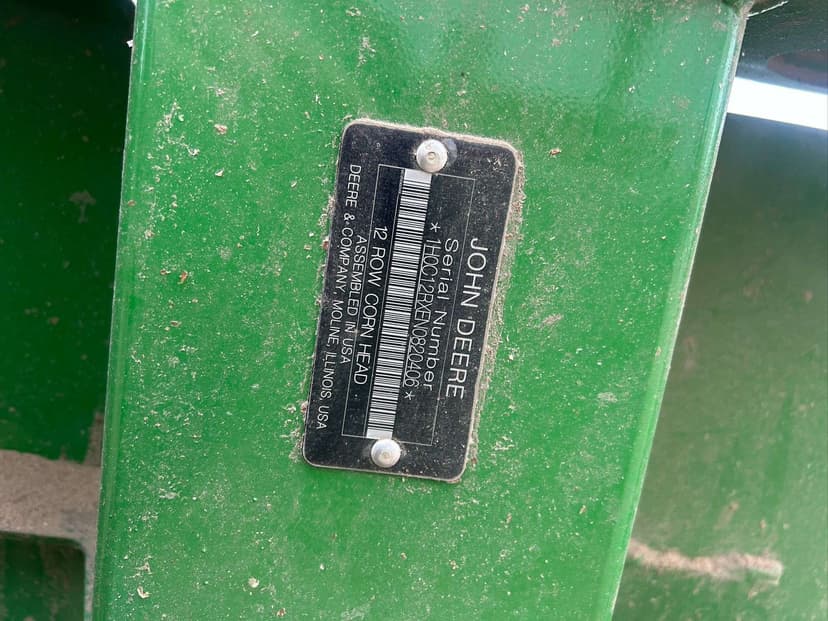 JOHN DEERE
Serial Number
* 1H0C12RXEN0820406 *
12 ROW CORN HEAD
ASSEMBLED IN USA
DEERE & COMPANY, MOLINE, ILLINOIS, USA